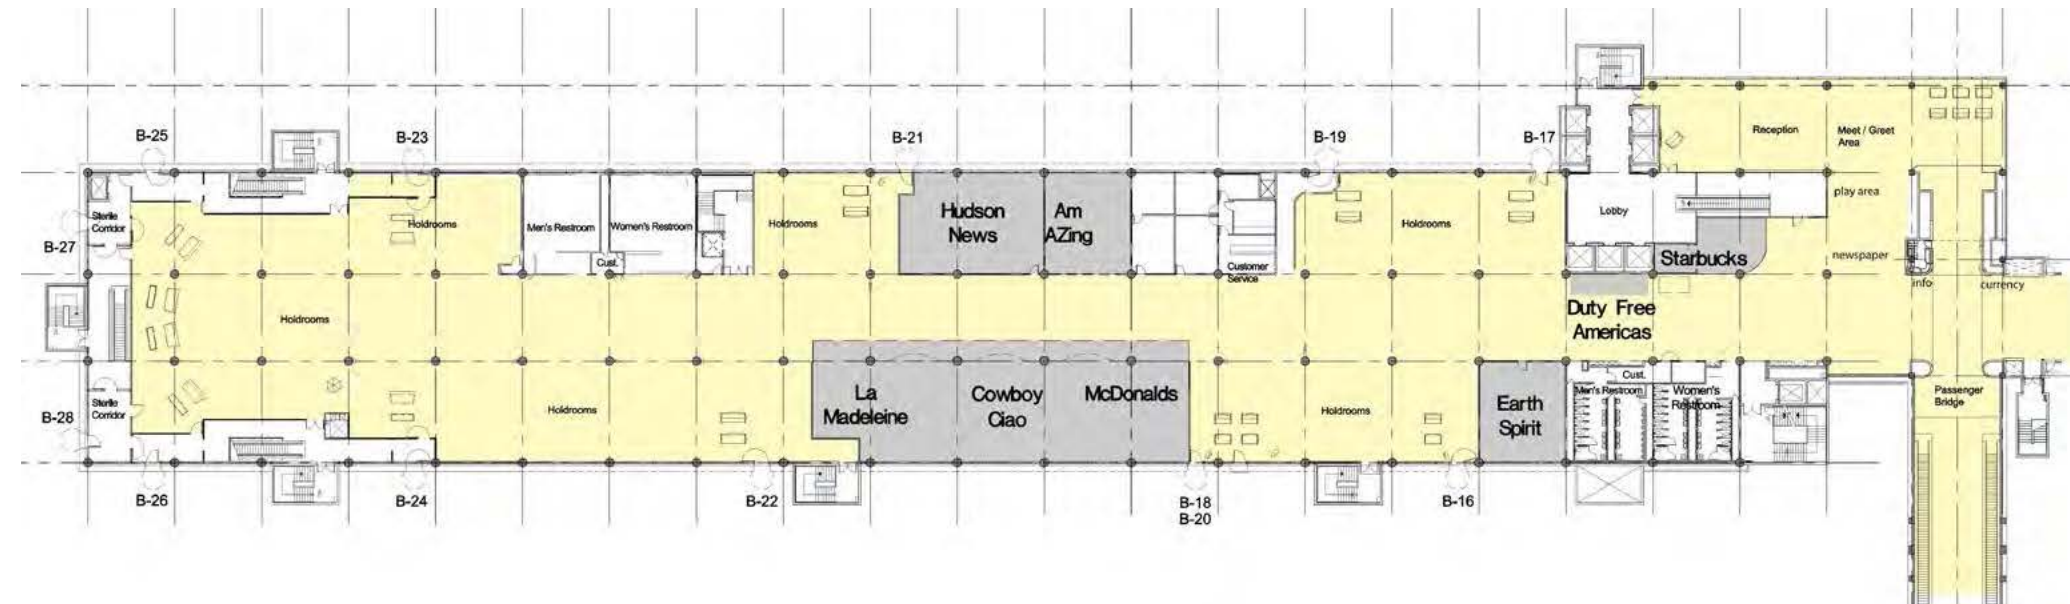 B-25
B-23
B-21
B-19
B-17
Reception
Meet / Greet
Area
play area
newspaper
info
currency
Lobby
Starbucks
Duty Free
Americas
Sterile
Corridor
B-27
Holdrooms
Men's Restroom
Women's Restroom
Cust.
Holdrooms
Hudson
News
Am
AZing
Customer
Service
Holdrooms
Holdrooms
Sterile
Corridor
B-28
Holdrooms
La
Madeleine
Cowboy
Ciao
McDonalds
Holdrooms
Earth
Spirit
Cust.
Men's Restroom
Women's
Restroom
Passenger
Bridge
B-26
B-24
B-22
B-18
B-20
B-16